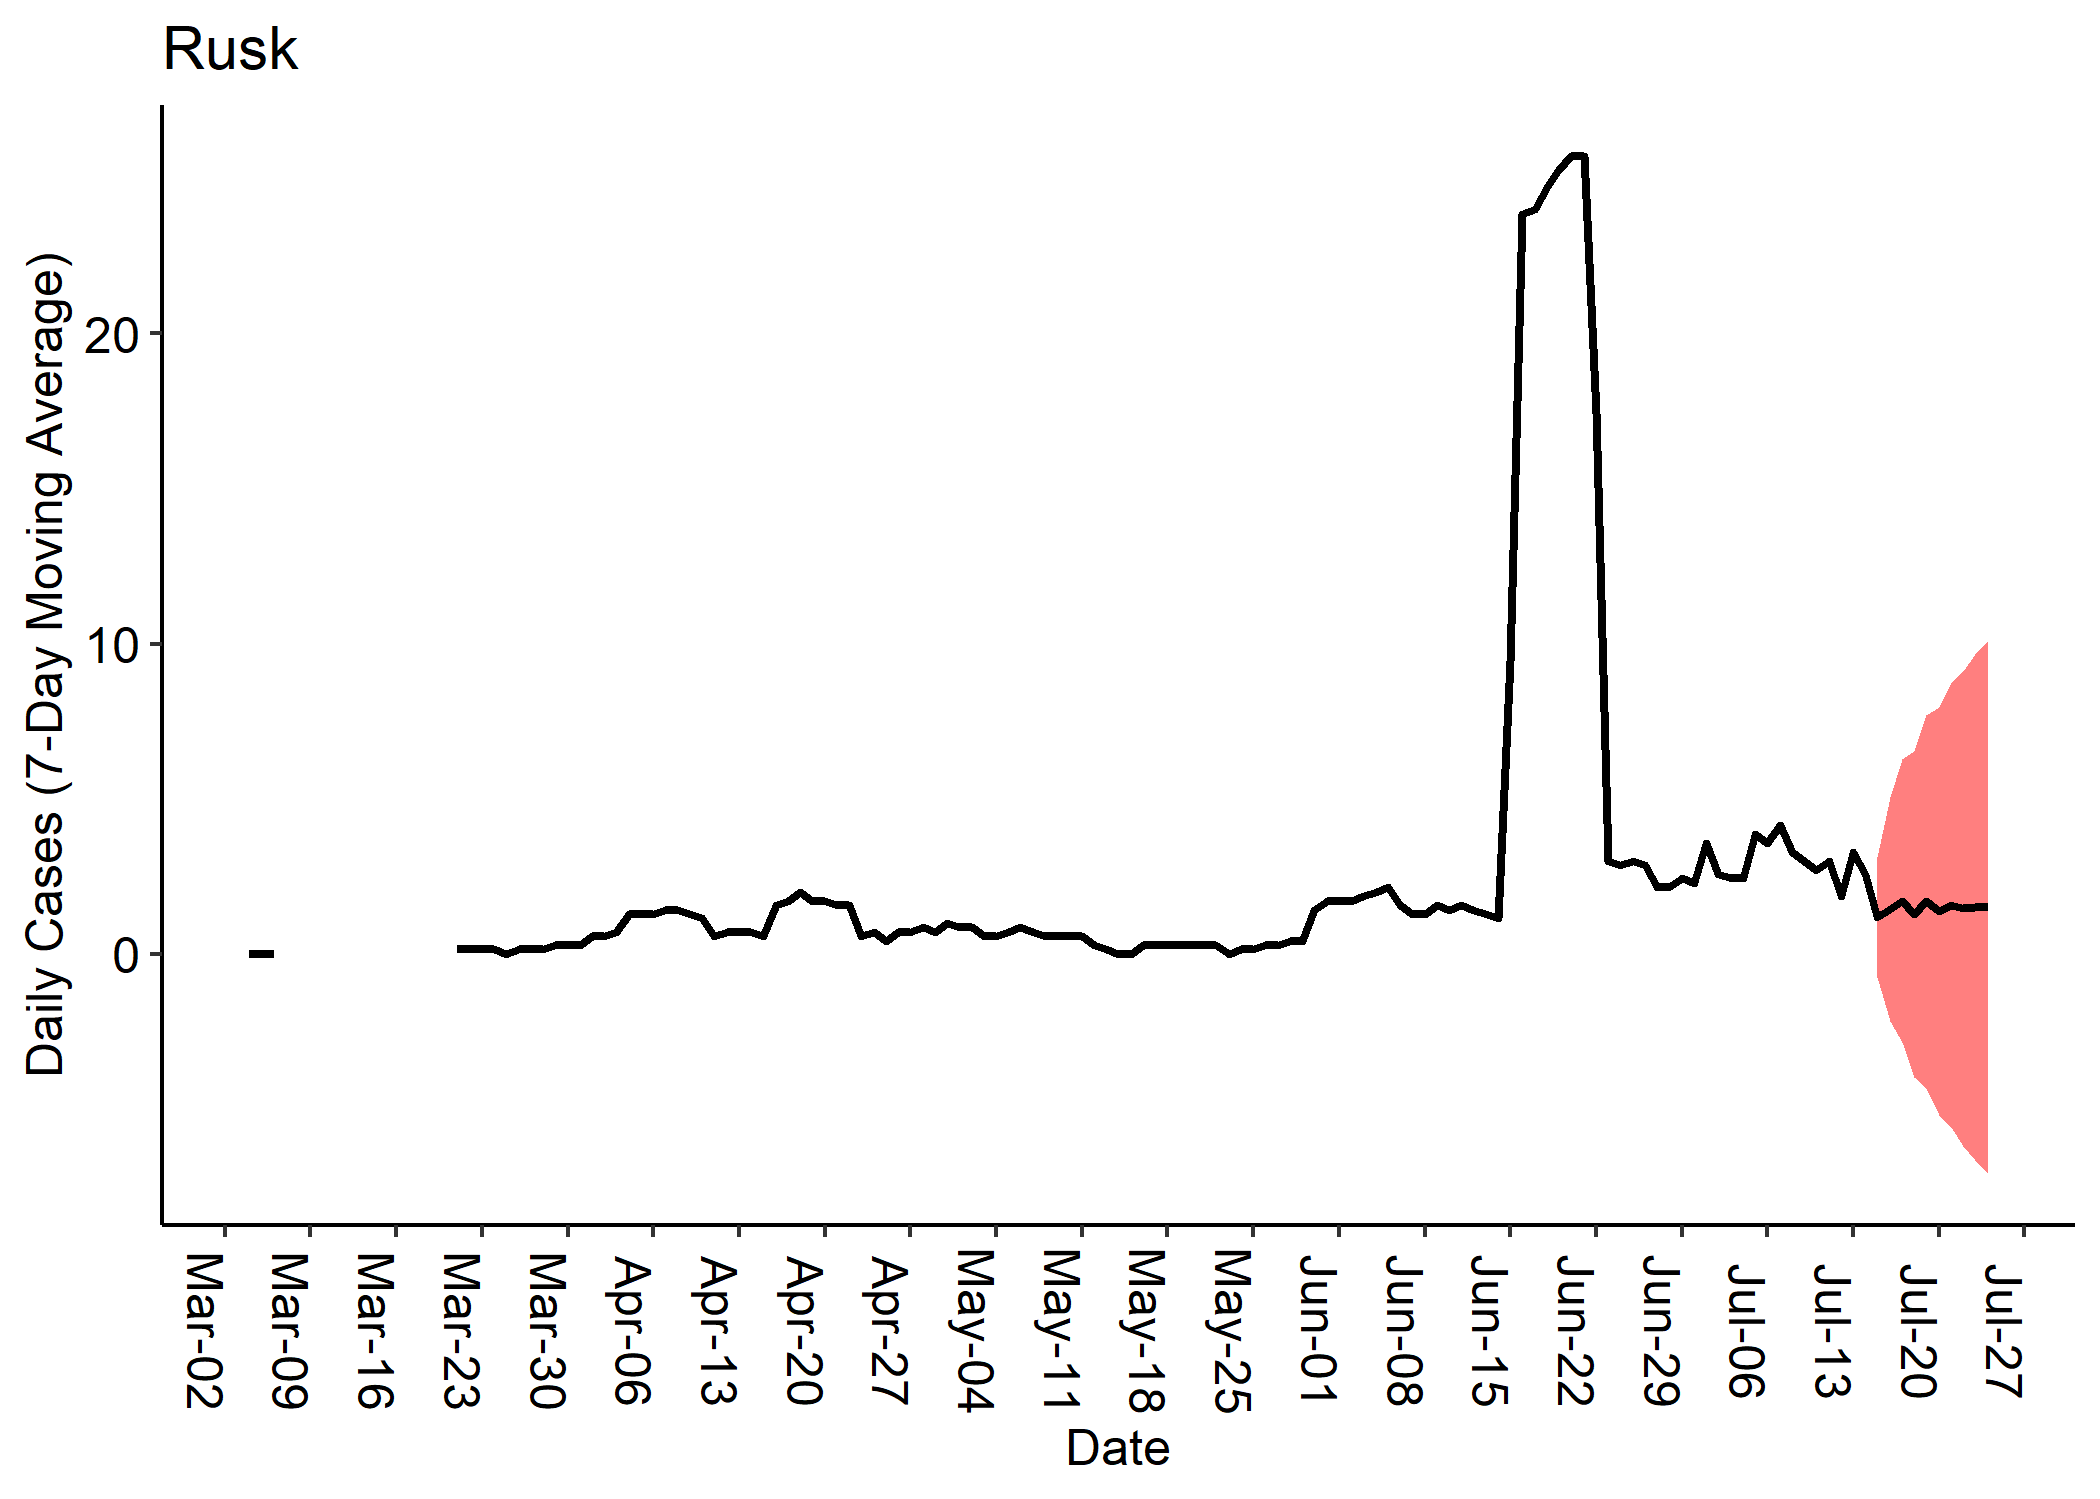 Rusk
Daily Cases (7-Day Moving Average)
20
10
0
Mar-02
Mar-09
Mar-16
Mar-23
Mar-30
Apr-06
Apr-13
Apr-20
Apr-27
May-04
May-11
May-18
May-25
Jun-01
Jun-08
Jun-15
Jun-22
Jun-29
Jul-06
Jul-13
Jul-20
Jul-27
Date